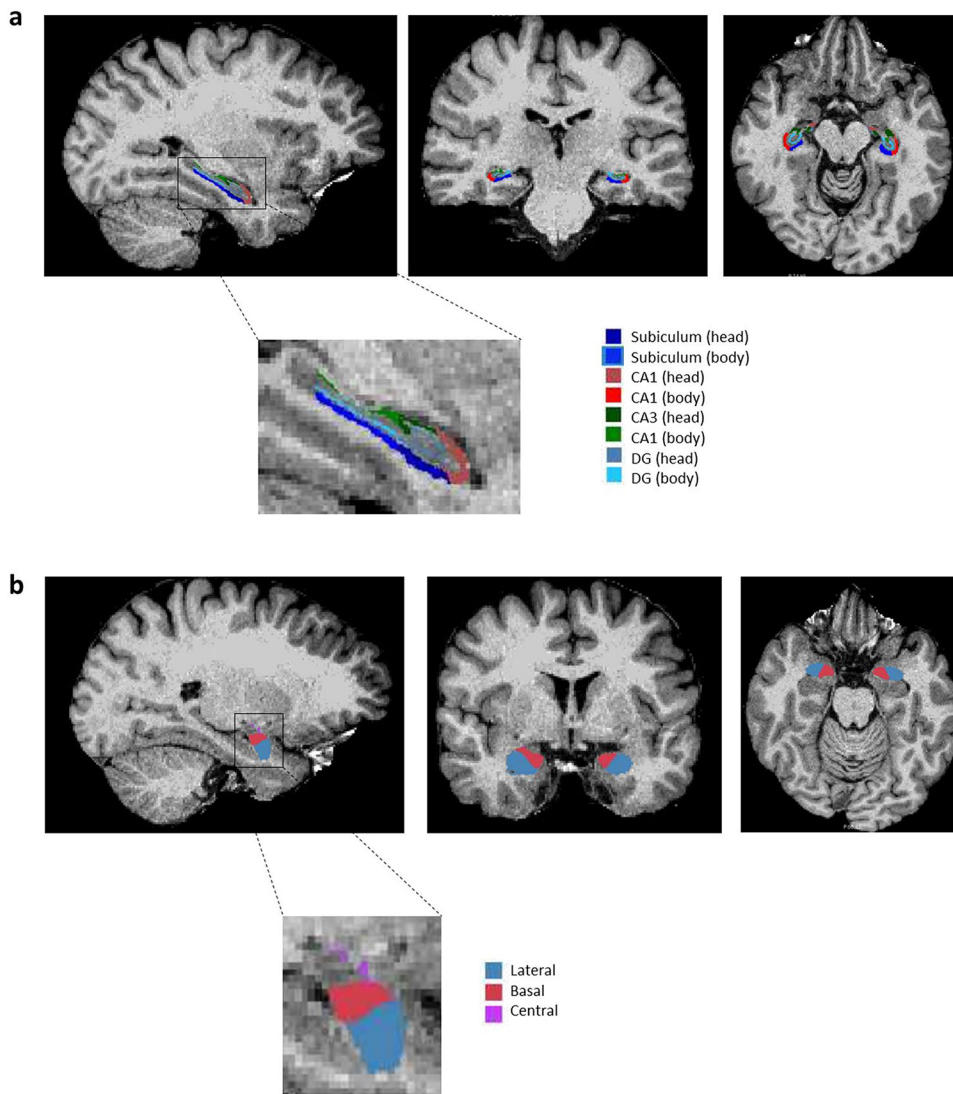 a
Subiculum (head)
Subiculum (body)
CA1 (head)
CA1 (body)
CA3 (head)
CA1 (body)
DG (head)
DG (body)
b
Lateral
Basal
Central